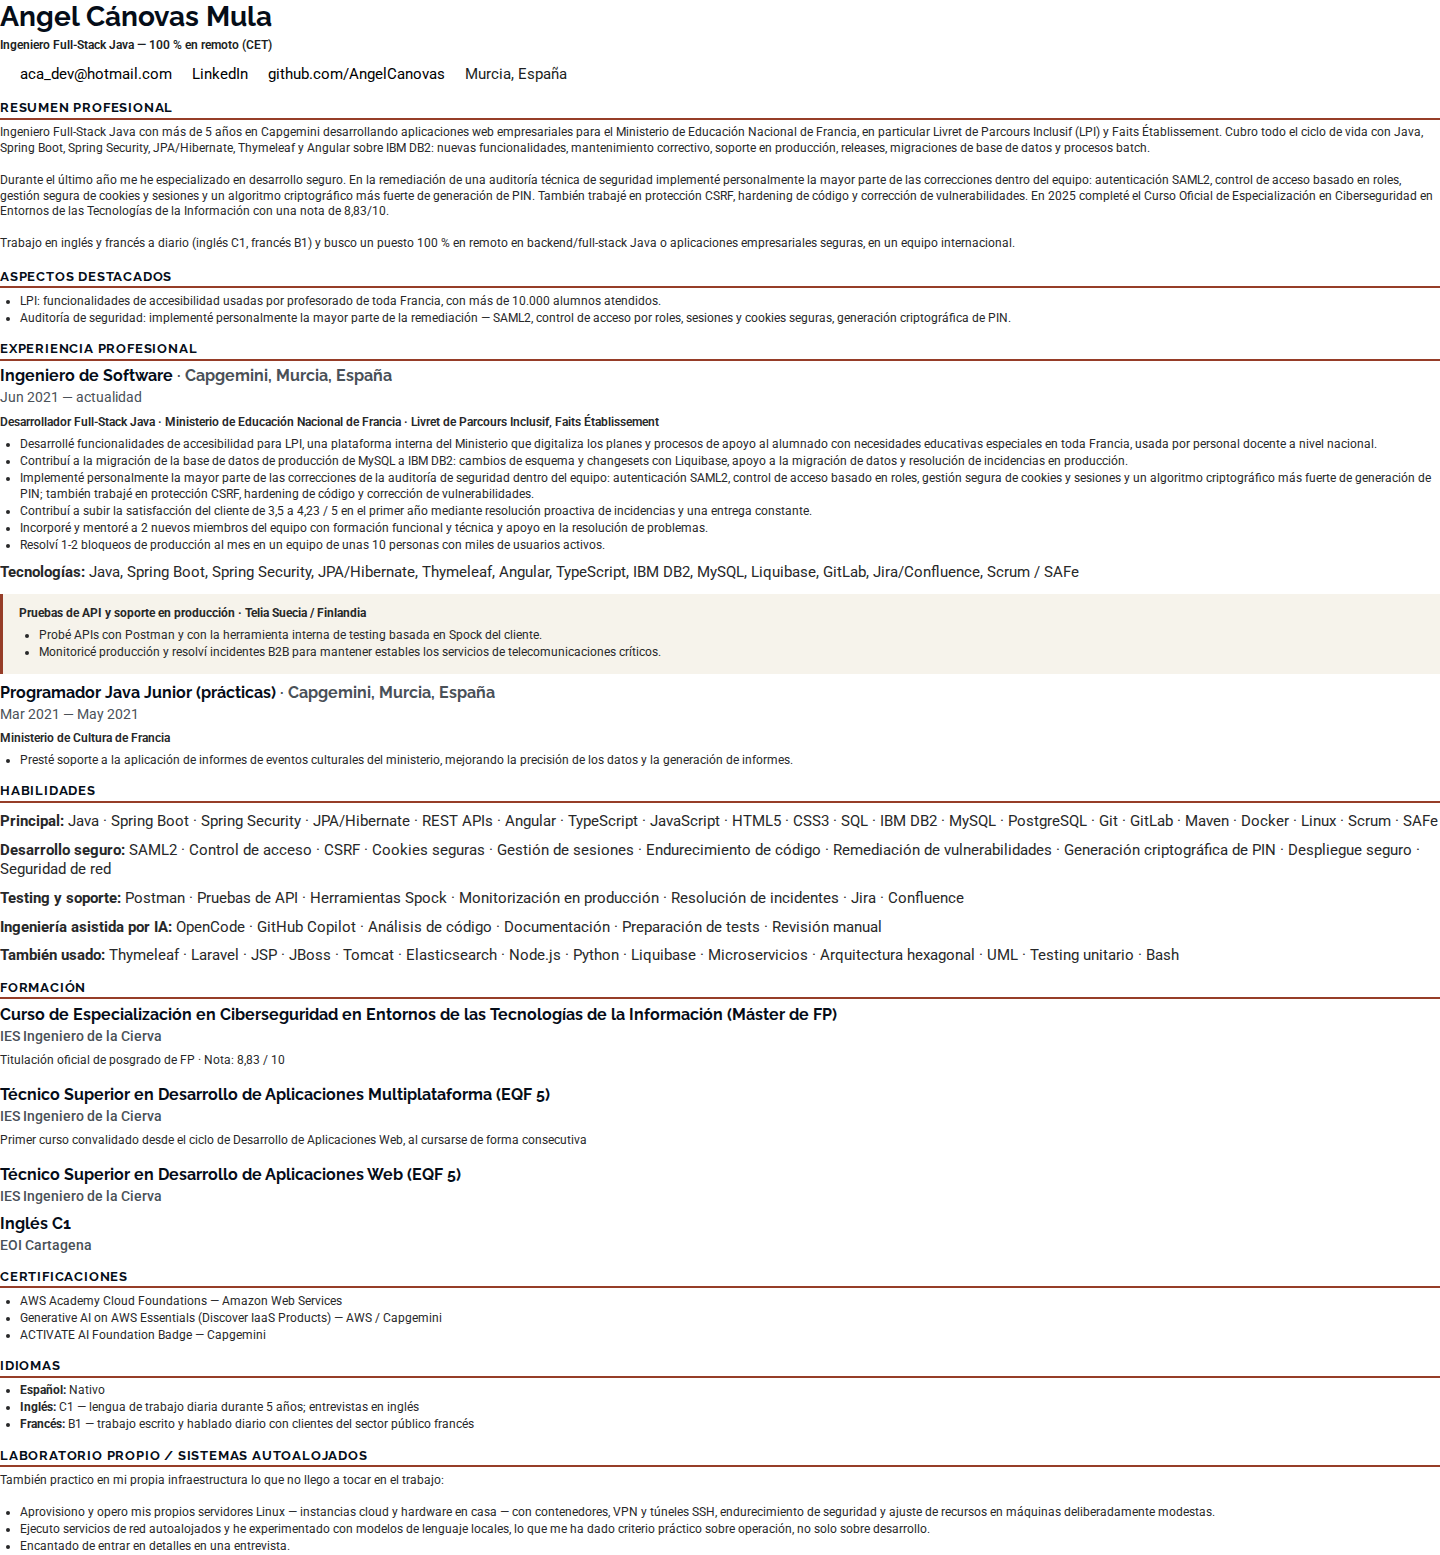 Angel Cánovas Mula
Ingeniero Full-Stack Java — 100 % en remoto (CET)
aca_dev@hotmail.com LinkedIn github.com/AngelCanovas Murcia, España
RESUMEN PROFESIONAL
Ingeniero Full-Stack Java con más de 5 años en Capgemini desarrollando aplicaciones web empresariales para el Ministerio de Educación Nacional de Francia, en particular Livret de Parcours Inclusif (LPI) y Faits Établissement. Cubro todo el ciclo de vida con Java,
Spring Boot, Spring Security, JPA/Hibernate, Thymeleaf y Angular sobre IBM DB2: nuevas funcionalidades, mantenimiento correctivo, soporte en producción, releases, migraciones de base de datos y procesos batch.
Durante el último año me he especializado en desarrollo seguro. En la remediación de una auditoría técnica de seguridad implementé personalmente la mayor parte de las correcciones dentro del equipo: autenticación SAML2, control de acceso basado en roles,
gestión segura de cookies y sesiones y un algoritmo criptográfico más fuerte de generación de PIN. También trabajé en protección CSRF, hardening de código y corrección de vulnerabilidades. En 2025 completé el Curso Oficial de Especialización en Ciberseguridad en
Entornos de las Tecnologías de la Información con una nota de 8,83/10.
Trabajo en inglés y francés a diario (inglés C1, francés B1) y busco un puesto 100 % en remoto en backend/full-stack Java o aplicaciones empresariales seguras, en un equipo internacional.
ASPECTOS DESTACADOS
• LPI: funcionalidades de accesibilidad usadas por profesorado de toda Francia, con más de 10.000 alumnos atendidos.
• Auditoría de seguridad: implementé personalmente la mayor parte de la remediación — SAML2, control de acceso por roles, sesiones y cookies seguras, generación criptográfica de PIN.
EXPERIENCIA PROFESIONAL
Ingeniero de Software · Capgemini, Murcia, España
Jun 2021 — actualidad
Desarrollador Full-Stack Java · Ministerio de Educación Nacional de Francia · Livret de Parcours Inclusif, Faits Établissement
• Desarrollé funcionalidades de accesibilidad para LPI, una plataforma interna del Ministerio que digitaliza los planes y procesos de apoyo al alumnado con necesidades educativas especiales en toda Francia, usada por personal docente a nivel nacional.
• Contribuí a la migración de la base de datos de producción de MySQL a IBM DB2: cambios de esquema y changesets con Liquibase, apoyo a la migración de datos y resolución de incidencias en producción.
• Implementé personalmente la mayor parte de las correcciones de la auditoría de seguridad dentro del equipo: autenticación SAML2, control de acceso basado en roles, gestión segura de cookies y sesiones y un algoritmo criptográfico más fuerte de generación de
PIN; también trabajé en protección CSRF, hardening de código y corrección de vulnerabilidades.
• Contribuí a subir la satisfacción del cliente de 3,5 a 4,23 / 5 en el primer año mediante resolución proactiva de incidencias y una entrega constante.
• Incorporé y mentoré a 2 nuevos miembros del equipo con formación funcional y técnica y apoyo en la resolución de problemas.
• Resolví 1-2 bloqueos de producción al mes en un equipo de unas 10 personas con miles de usuarios activos.
Tecnologías: Java, Spring Boot, Spring Security, JPA/Hibernate, Thymeleaf, Angular, TypeScript, IBM DB2, MySQL, Liquibase, GitLab, Jira/Confluence, Scrum / SAFe
Pruebas de API y soporte en producción · Telia Suecia / Finlandia
• Probé APIs con Postman y con la herramienta interna de testing basada en Spock del cliente.
• Monitoricé producción y resolví incidentes B2B para mantener estables los servicios de telecomunicaciones críticos.
Programador Java Junior (prácticas) · Capgemini, Murcia, España
Mar 2021 — May 2021
Ministerio de Cultura de Francia
• Presté soporte a la aplicación de informes de eventos culturales del ministerio, mejorando la precisión de los datos y la generación de informes.
HABILIDADES
Principal: Java · Spring Boot · Spring Security · JPA/Hibernate · REST APIs · Angular · TypeScript · JavaScript · HTML5 · CSS3 · SQL · IBM DB2 · MySQL · PostgreSQL · Git · GitLab · Maven · Docker · Linux · Scrum · SAFe
Desarrollo seguro: SAML2 · Control de acceso · CSRF · Cookies seguras · Gestión de sesiones · Endurecimiento de código · Remediación de vulnerabilidades · Generación criptográfica de PIN · Despliegue seguro ·
Seguridad de red
Testing y soporte: Postman · Pruebas de API · Herramientas Spock · Monitorización en producción · Resolución de incidentes · Jira · Confluence
Ingeniería asistida por IA: OpenCode · GitHub Copilot · Análisis de código · Documentación · Preparación de tests · Revisión manual
También usado: Thymeleaf · Laravel · JSP · JBoss · Tomcat · Elasticsearch · Node.js · Python · Liquibase · Microservicios · Arquitectura hexagonal · UML · Testing unitario · Bash
FORMACIÓN
Curso de Especialización en Ciberseguridad en Entornos de las Tecnologías de la Información (Máster de FP)
IES Ingeniero de la Cierva
Titulación oficial de posgrado de FP · Nota: 8,83 / 10
Técnico Superior en Desarrollo de Aplicaciones Multiplataforma (EQF 5)
IES Ingeniero de la Cierva
Primer curso convalidado desde el ciclo de Desarrollo de Aplicaciones Web, al cursarse de forma consecutiva
Técnico Superior en Desarrollo de Aplicaciones Web (EQF 5)
IES Ingeniero de la Cierva
Inglés C1
EOI Cartagena
CERTIFICACIONES
• AWS Academy Cloud Foundations — Amazon Web Services
• Generative AI on AWS Essentials (Discover IaaS Products) — AWS / Capgemini
• ACTIVATE AI Foundation Badge — Capgemini
IDIOMAS
• Español: Nativo
• Inglés: C1 — lengua de trabajo diaria durante 5 años; entrevistas en inglés
• Francés: B1 — trabajo escrito y hablado diario con clientes del sector público francés
LABORATORIO PROPIO / SISTEMAS AUTOALOJADOS
También practico en mi propia infraestructura lo que no llego a tocar en el trabajo:
• Aprovisiono y opero mis propios servidores Linux — instancias cloud y hardware en casa — con contenedores, VPN y túneles SSH, endurecimiento de seguridad y ajuste de recursos en máquinas deliberadamente modestas.
• Ejecuto servicios de red autoalojados y he experimentado con modelos de lenguaje locales, lo que me ha dado criterio práctico sobre operación, no solo sobre desarrollo.
• Encantado de entrar en detalles en una entrevista.